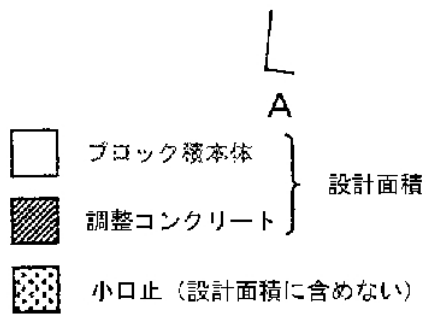 A
ブロック積本体
調整コンクリート
設計面積
小口止（設計面積に含めない）